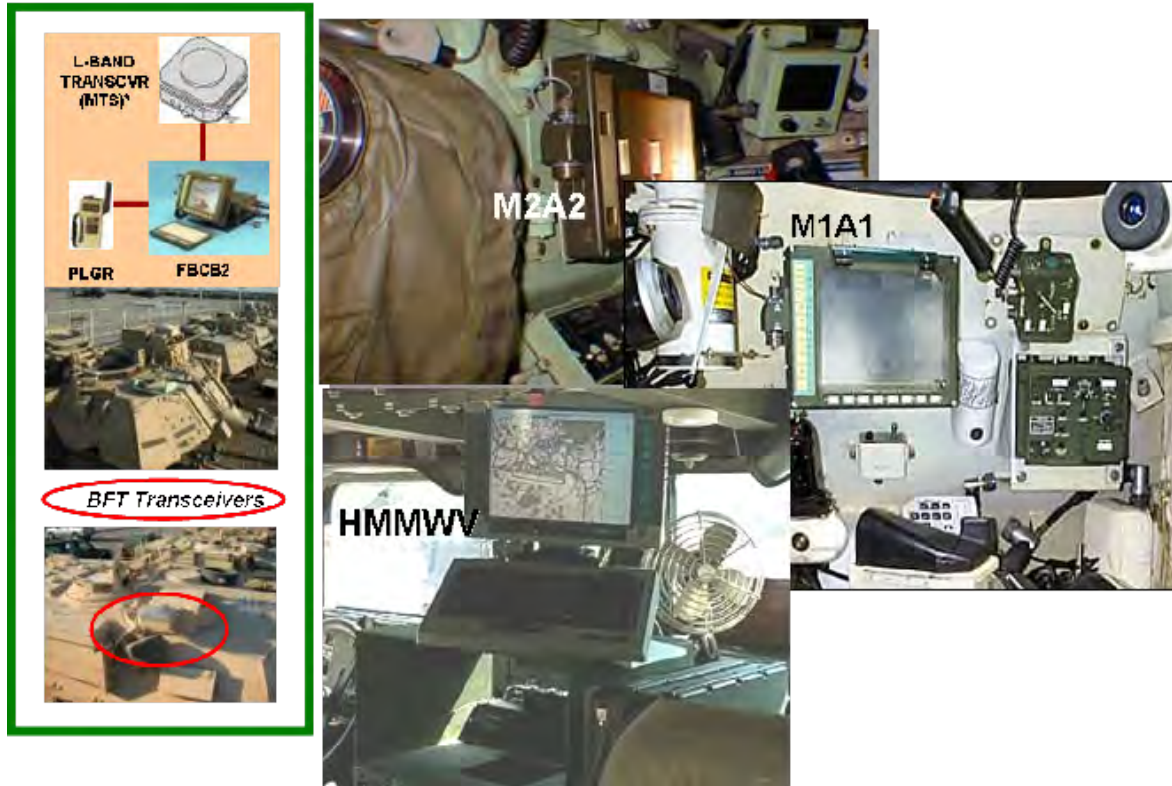 L-BAND
TRANSCVR
(MTS)*
PLGR
FBCB2
BFT Transceivers
M2A2
M1A1
HMMWV